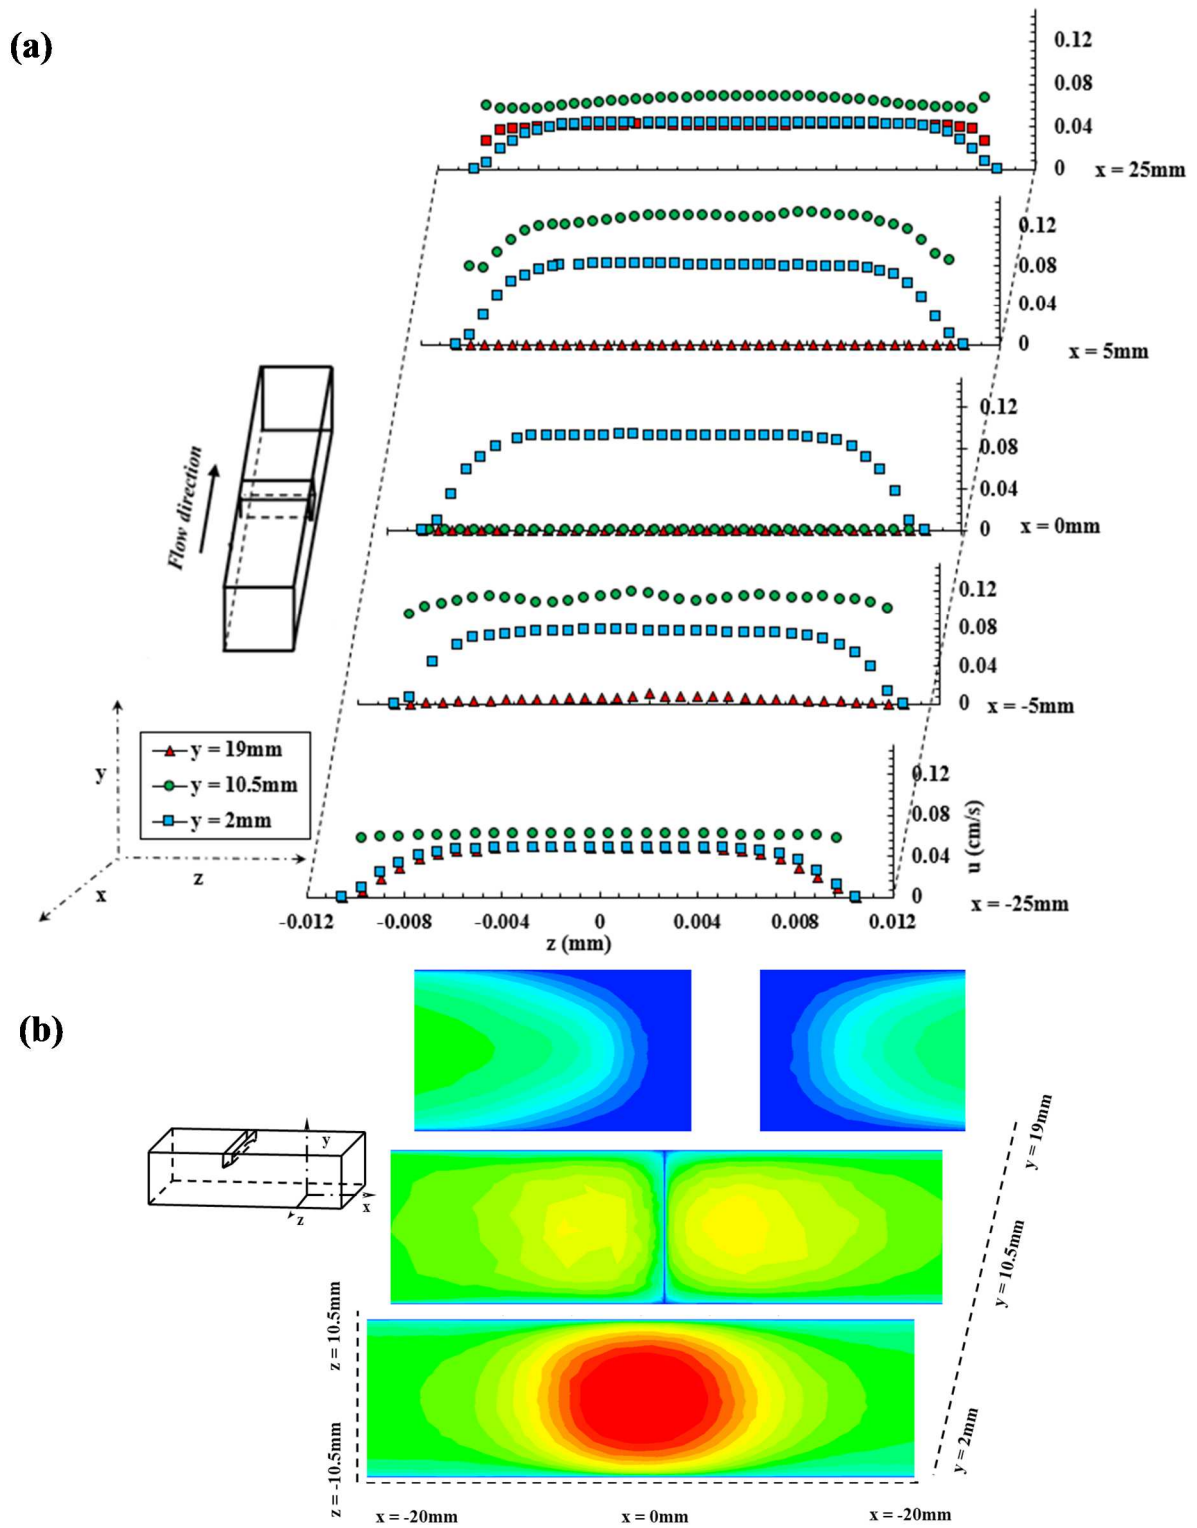 (a)
0.12
0.08
0.04
0
x = 25mm
0.12
0.08
0.04
0
x = 5mm
0.12
0.08
0.04
0
x = 0mm
Flow direction
0.12
0.08
0.04
0
x = -5mm
y = 19mm
y = 10.5mm
y = 2mm
y
z
x
0.12
0.08
0.04
0
u (cm/s)
x = -25mm
-0.012 -0.008 -0.004 0 0.004 0.008 0.012
z (mm)
(b)
y
x
z
y = 19mm
y = 10.5mm
y = 2mm
z = 10.5mm
z = -10.5mm
x = -20mm x = 0mm x = -20mm